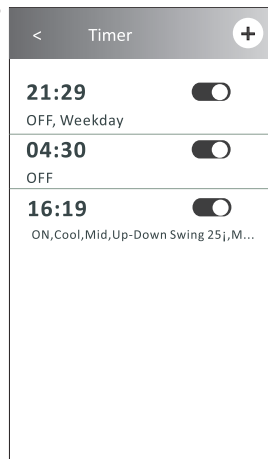 < Timer +
21:29
OFF, Weekday
04:30
OFF
16:19
ON,Cool,Mid,Up-Down Swing 25¡,M...